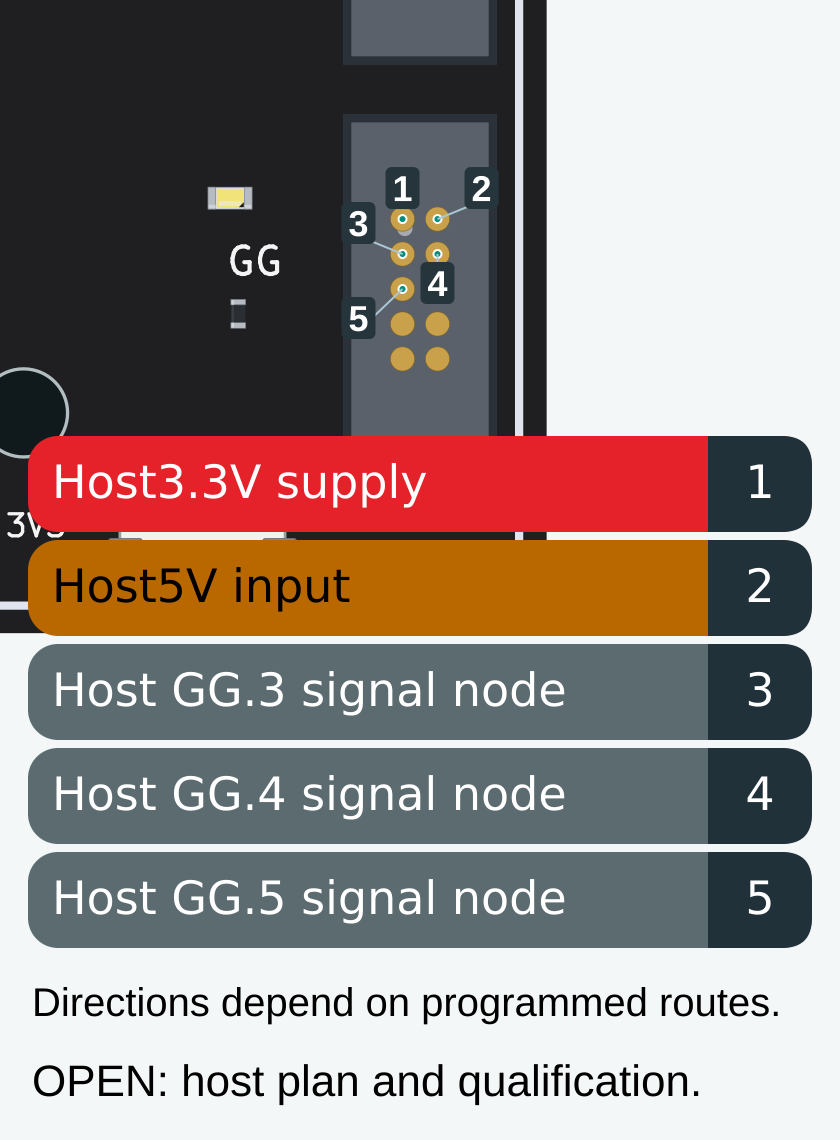 1
2
3
GG
4
5
Host3.3V supply 1
Host5V input 2
Host GG.3 signal node 3
Host GG.4 signal node 4
Host GG.5 signal node 5
Directions depend on programmed routes.
OPEN: host plan and qualification.